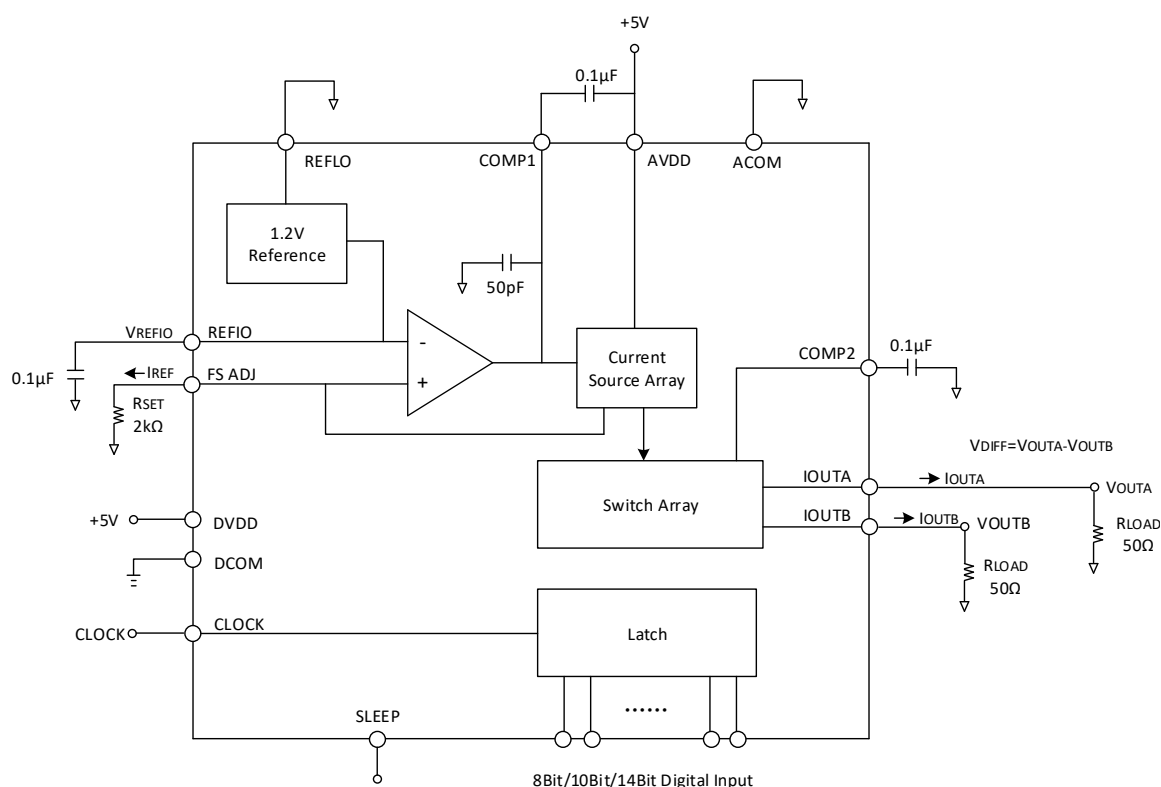 +5V
0.1µF
REFLO
COMP1
AVDD
ACOM
1.2V
Reference
50pF
VREFIO
REFIO
-
+
Current
Source Array
COMP2
0.1µF
0.1µF
IREF
FS ADJ
RSET
2kΩ
VDIFF=VOUTA-VOUTB
Switch Array
IOUTA
IOUTA
VOUTA
IOUTB
IOUTB
VOUTB
RLOAD
50Ω
RLOAD
50Ω
+5V
DVDD
DCOM
CLOCK
CLOCK
Latch
......
SLEEP
8Bit/10Bit/14Bit Digital Input